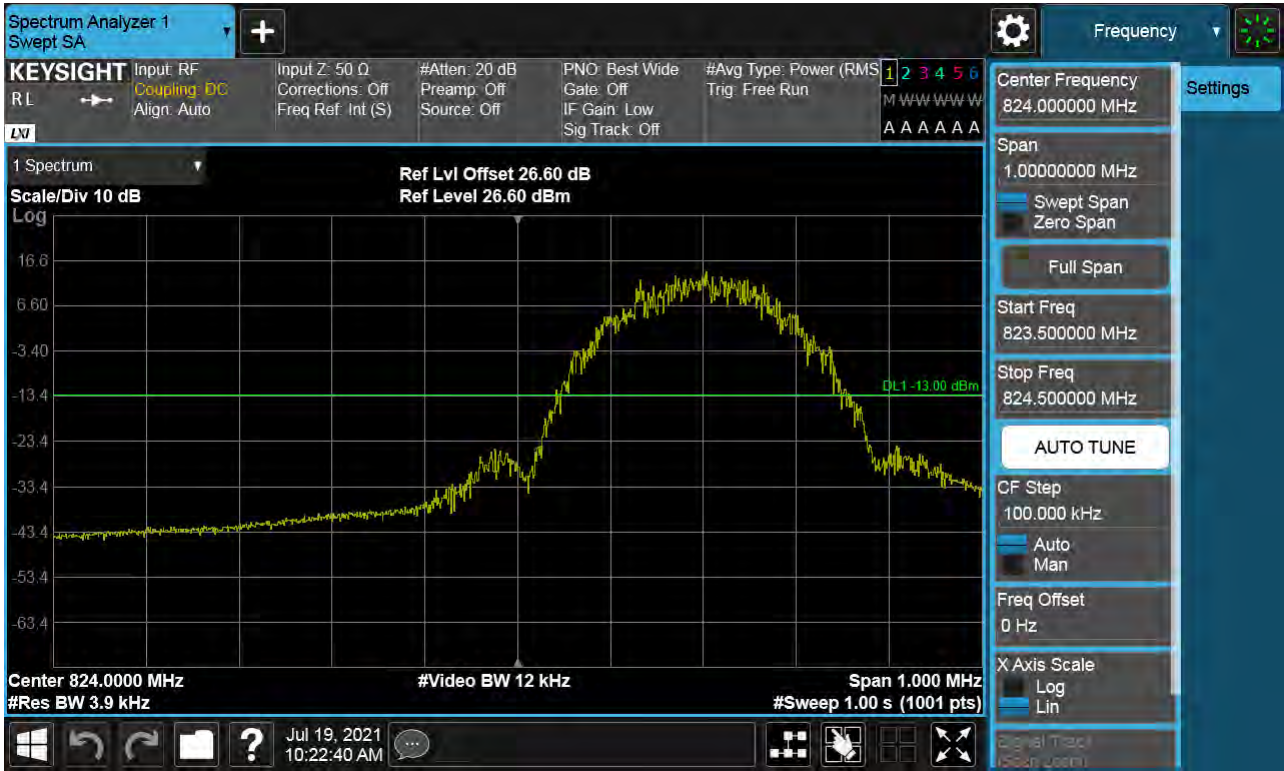 Spectrum Analyzer 1
Swept SA
+
Frequency
KEYSIGHT
R L
LXI
Input: RF
Coupling: DC
Align: Auto
Input Z: 50 Ω
Corrections: Off
Freq Ref: Int (S)
#Atten: 20 dB
Preamp: Off
Source: Off
PNO: Best Wide
Gate: Off
IF Gain: Low
Sig Track: Off
#Avg Type: Power (RMS
Trig: Free Run
1 2 3 4 5 6
M W W W W W
A A A A A A
1 Spectrum
Scale/Div 10 dB
Log
Ref Lvl Offset 26.60 dB
Ref Level 26.60 dBm
16.6
6.60
-3.40
-13.4
-23.4
-33.4
-43.4
-53.4
-63.4
DL1 -13.00 dBm
Center 824.0000 MHz
#Res BW 3.9 kHz
#Video BW 12 kHz
Span 1.000 MHz
#Sweep 1.00 s (1001 pts)
?
Jul 19, 2021
10:22:40 AM
Center Frequency
824.000000 MHz
Settings
Span
1.00000000 MHz
Swept Span
Zero Span
Full Span
Start Freq
823.500000 MHz
Stop Freq
824.500000 MHz
AUTO TUNE
CF Step
100.000 kHz
Auto
Man
Freq Offset
0 Hz
X Axis Scale
Log
Lin
Signal Track
(Span Zoom)